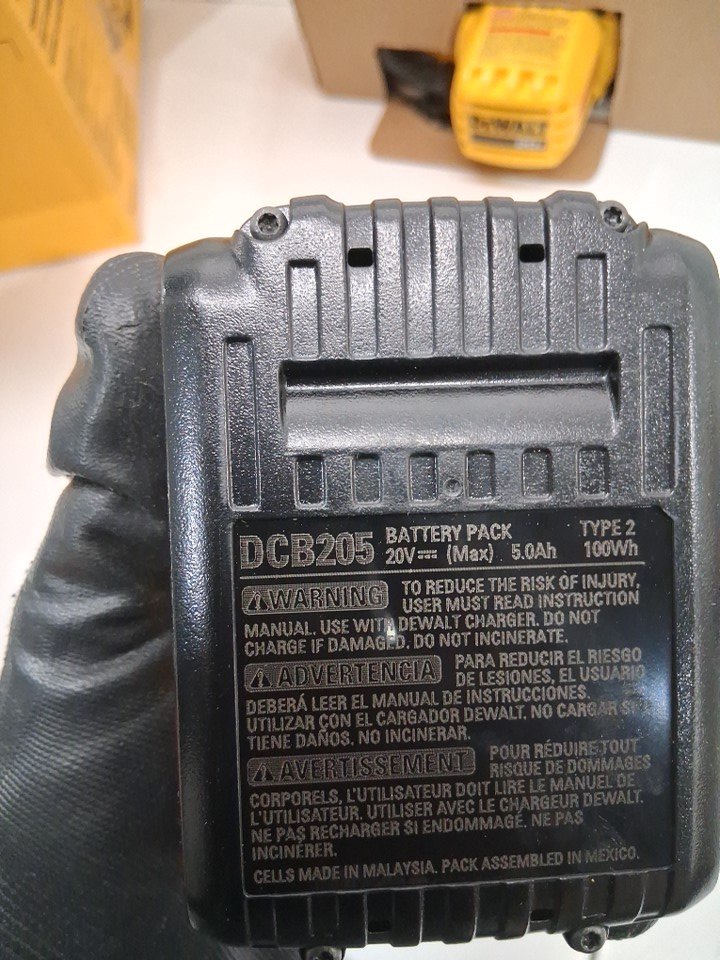 DEWALT
DCB205 BATTERY PACK TYPE 2
20V⎓ (Max) 5.0Ah 100Wh
⚠WARNING TO REDUCE THE RISK OF INJURY,
USER MUST READ INSTRUCTION
MANUAL. USE WITH DEWALT CHARGER. DO NOT
CHARGE IF DAMAGED. DO NOT INCINERATE.
⚠ADVERTENCIA PARA REDUCIR EL RIESGO
DE LESIONES, EL USUARIO
DEBERÁ LEER EL MANUAL DE INSTRUCCIONES.
UTILIZAR CON EL CARGADOR DEWALT. NO CARGAR SI
TIENE DAÑOS. NO INCINERAR.
⚠AVERTISSEMENT POUR RÉDUIRE TOUT
RISQUE DE DOMMAGES
CORPORELS, L'UTILISATEUR DOIT LIRE LE MANUEL DE
L'UTILISATEUR. UTILISER AVEC LE CHARGEUR DEWALT.
NE PAS RECHARGER SI ENDOMMAGÉ. NE PAS
INCINÉRER.
CELLS MADE IN MALAYSIA. PACK ASSEMBLED IN MEXICO.